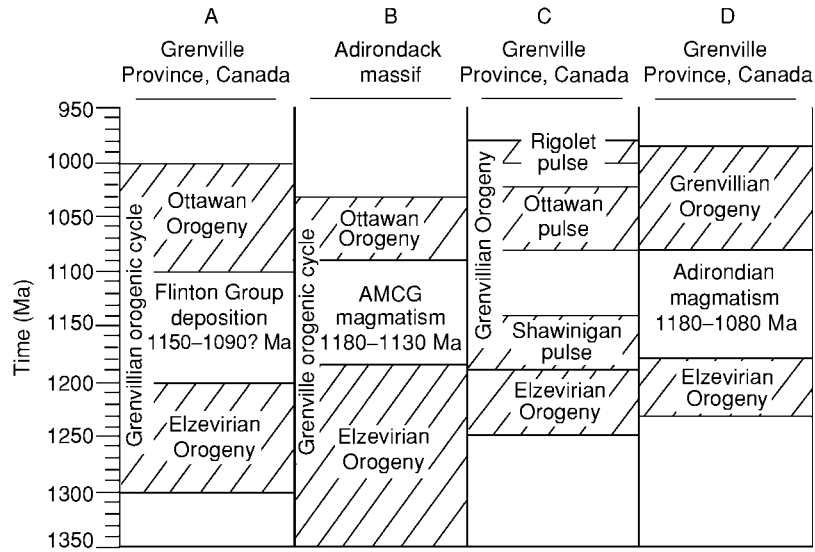 A
B
C
D
Grenville
Province, Canada
Adirondack
massif
Grenville
Province, Canada
Grenville
Province, Canada
Time (Ma)
950
1000
1050
1100
1150
1200
1250
1300
1350
Grenvillian orogenic cycle
Ottawan
Orogeny
Flinton Group
deposition
1150–1090? Ma
Elzevirian
Orogeny
Grenville orogenic cycle
Ottawan
Orogeny
AMCG
magmatism
1180–1130 Ma
Elzevirian
Orogeny
Grenvillian Orogeny
Rigolet
pulse
Ottawan
pulse
Shawinigan
pulse
Elzevirian
Orogeny
Grenvillian
Orogeny
Adirondian
magmatism
1180–1080 Ma
Elzevirian
Orogeny